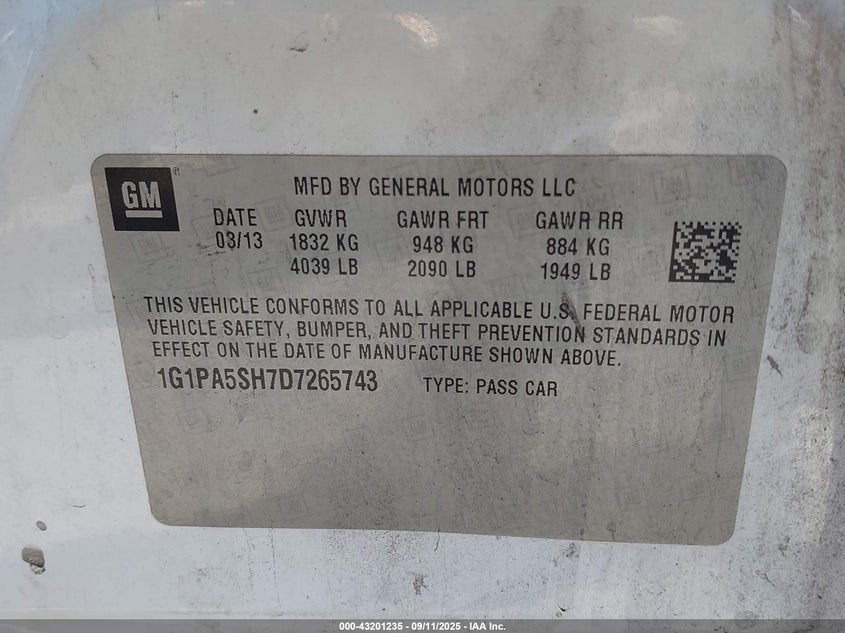 GM
MFD BY GENERAL MOTORS LLC
DATE GVWR GAWR FRT GAWR RR
03/13 1832 KG 948 KG 884 KG
4039 LB 2090 LB 1949 LB
THIS VEHICLE CONFORMS TO ALL APPLICABLE U.S. FEDERAL MOTOR
VEHICLE SAFETY, BUMPER, AND THEFT PREVENTION STANDARDS IN
EFFECT ON THE DATE OF MANUFACTURE SHOWN ABOVE.
1G1PA5SH7D7265743 TYPE: PASS CAR
000-43201235 - 09/11/2025 - IAA Inc.